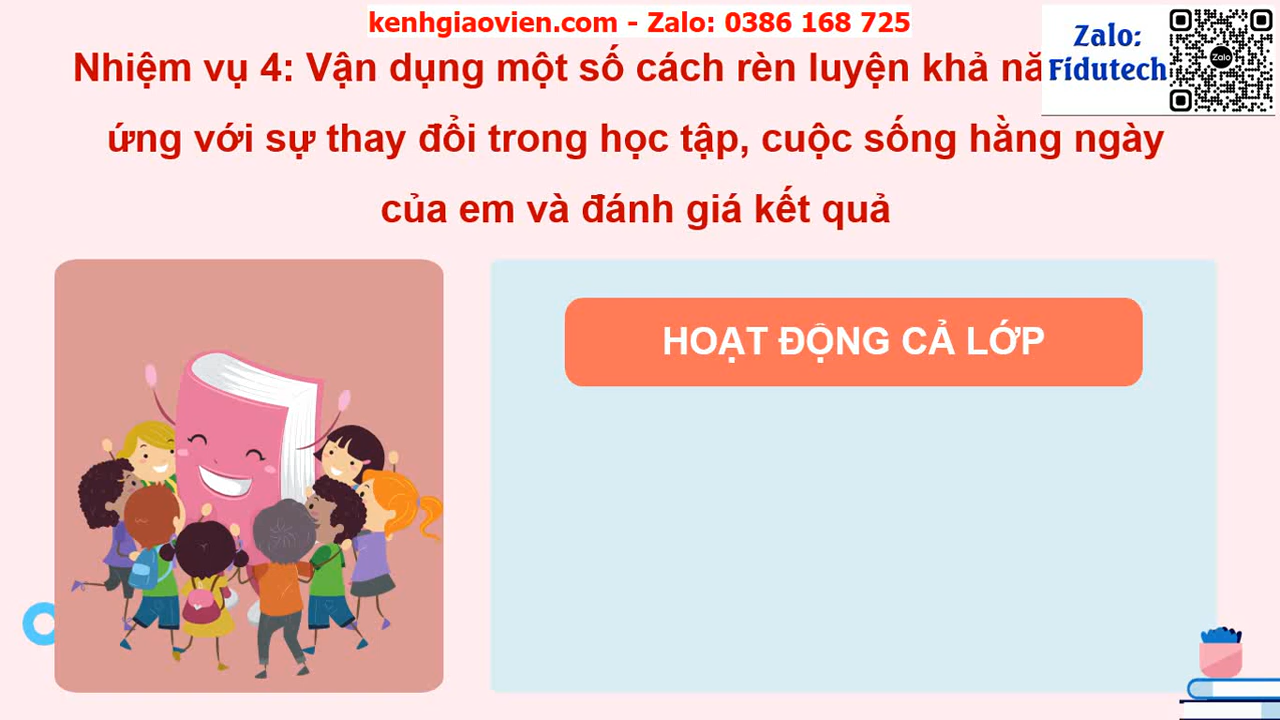 kenhgiaovien.com - Zalo: 0386 168 725
Zalo:
Fidutech
Zalo
Nhiệm vụ 4: Vận dụng một số cách rèn luyện khả
ứng với sự thay đổi trong học tập, cuộc sống hằng ngày
của em và đánh giá kết quả
HOẠT ĐỘNG CẢ LỚP